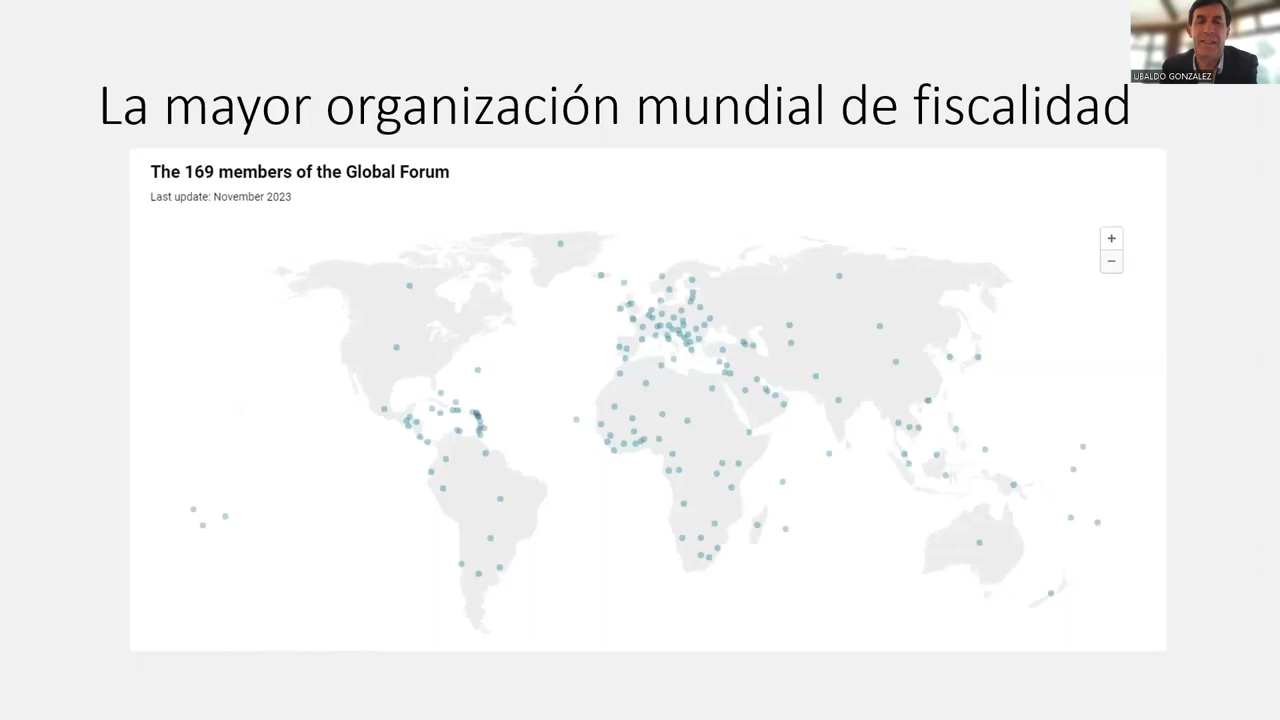 UBALDO GONZALEZ
La mayor organización mundial de fiscalidad
The 169 members of the Global Forum
Last update: November 2023
+
−